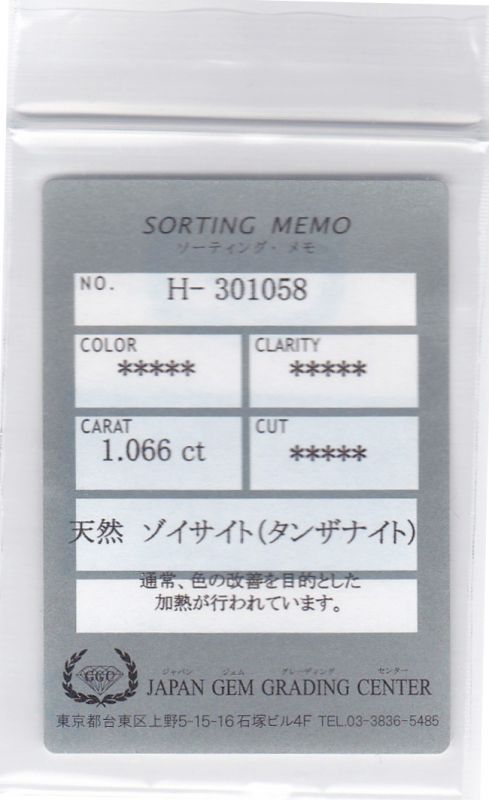 SORTING MEMO
ソーティング・メモ
NO. H- 301058
COLOR CLARITY
***** *****
CARAT CUT
1.066 ct *****
天然 ゾイサイト(タンザナイト)
通常、色の改善を目的とした
加熱が行われています。
GGC
ジャパン ジェム グレーディング センター
JAPAN GEM GRADING CENTER
東京都台東区上野5-15-16石塚ビル4F TEL.03-3836-5485